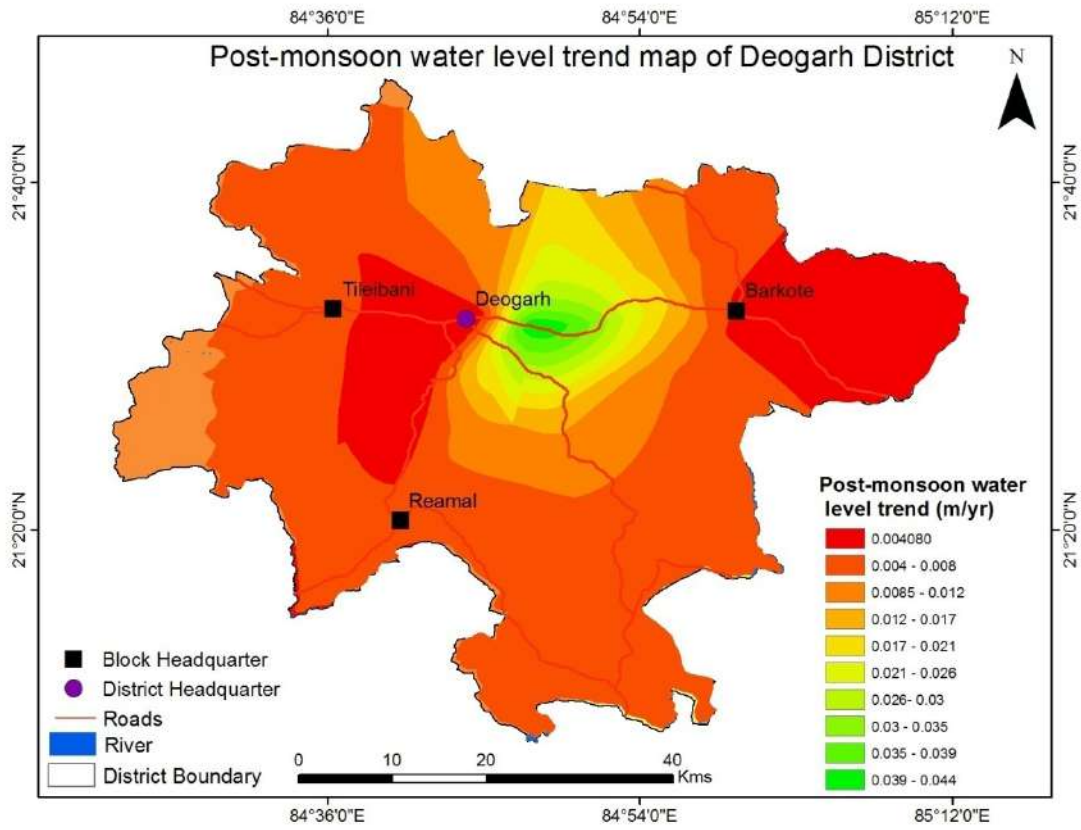 84°36'0"E 84°54'0"E 85°12'0"E
Post-monsoon water level trend map of Deogarh District
N
21°40'0"N 21°40'0"N
Tileibani
Deogarh
Barkote
Reamal
21°20'0"N 21°20'0"N
Post-monsoon water
level trend (m/yr)
0.004080
0.004 - 0.008
0.0085 - 0.012
0.012 - 0.017
0.017 - 0.021
0.021 - 0.026
0.026- 0.03
0.03 - 0.035
0.035 - 0.039
0.039 - 0.044
Block Headquarter
District Headquarter
Roads
River
District Boundary
0 10 20 40
Kms
84°36'0"E 84°54'0"E 85°12'0"E